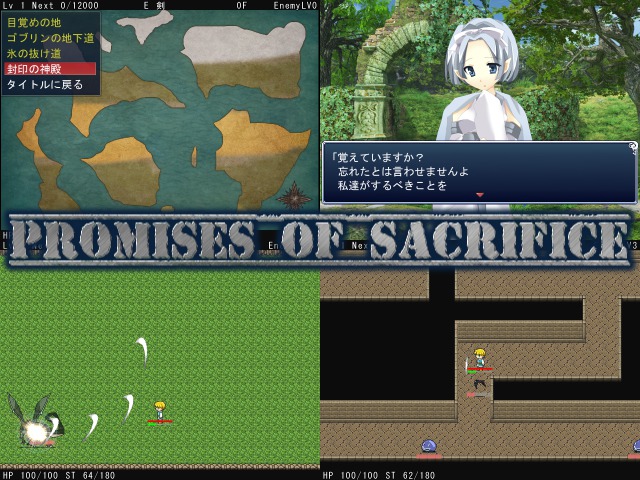 Lv 1 Next 0/12000 E 剣 OF EnemyLV0
目覚めの地
ゴブリンの地下道
氷の抜け道
封印の神殿
タイトルに戻る
「覚えていますか？
忘れたとは言わせませんよ
私達がするべきことを
PROMISES OF SACRIFICE
HP 100/100 ST 64/180
HP 100/100 ST 62/180